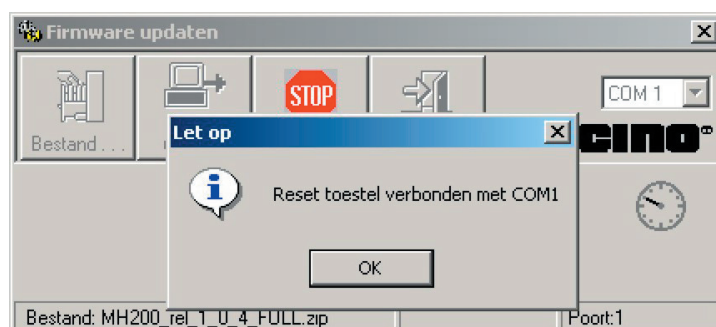 Firmware updaten
STOP
COM 1
Bestand . . .
Let op
cino®
Reset toestel verbonden met COM1
OK
Bestand: MH200_rel_1_0_4_FULL.zip
Poort:1